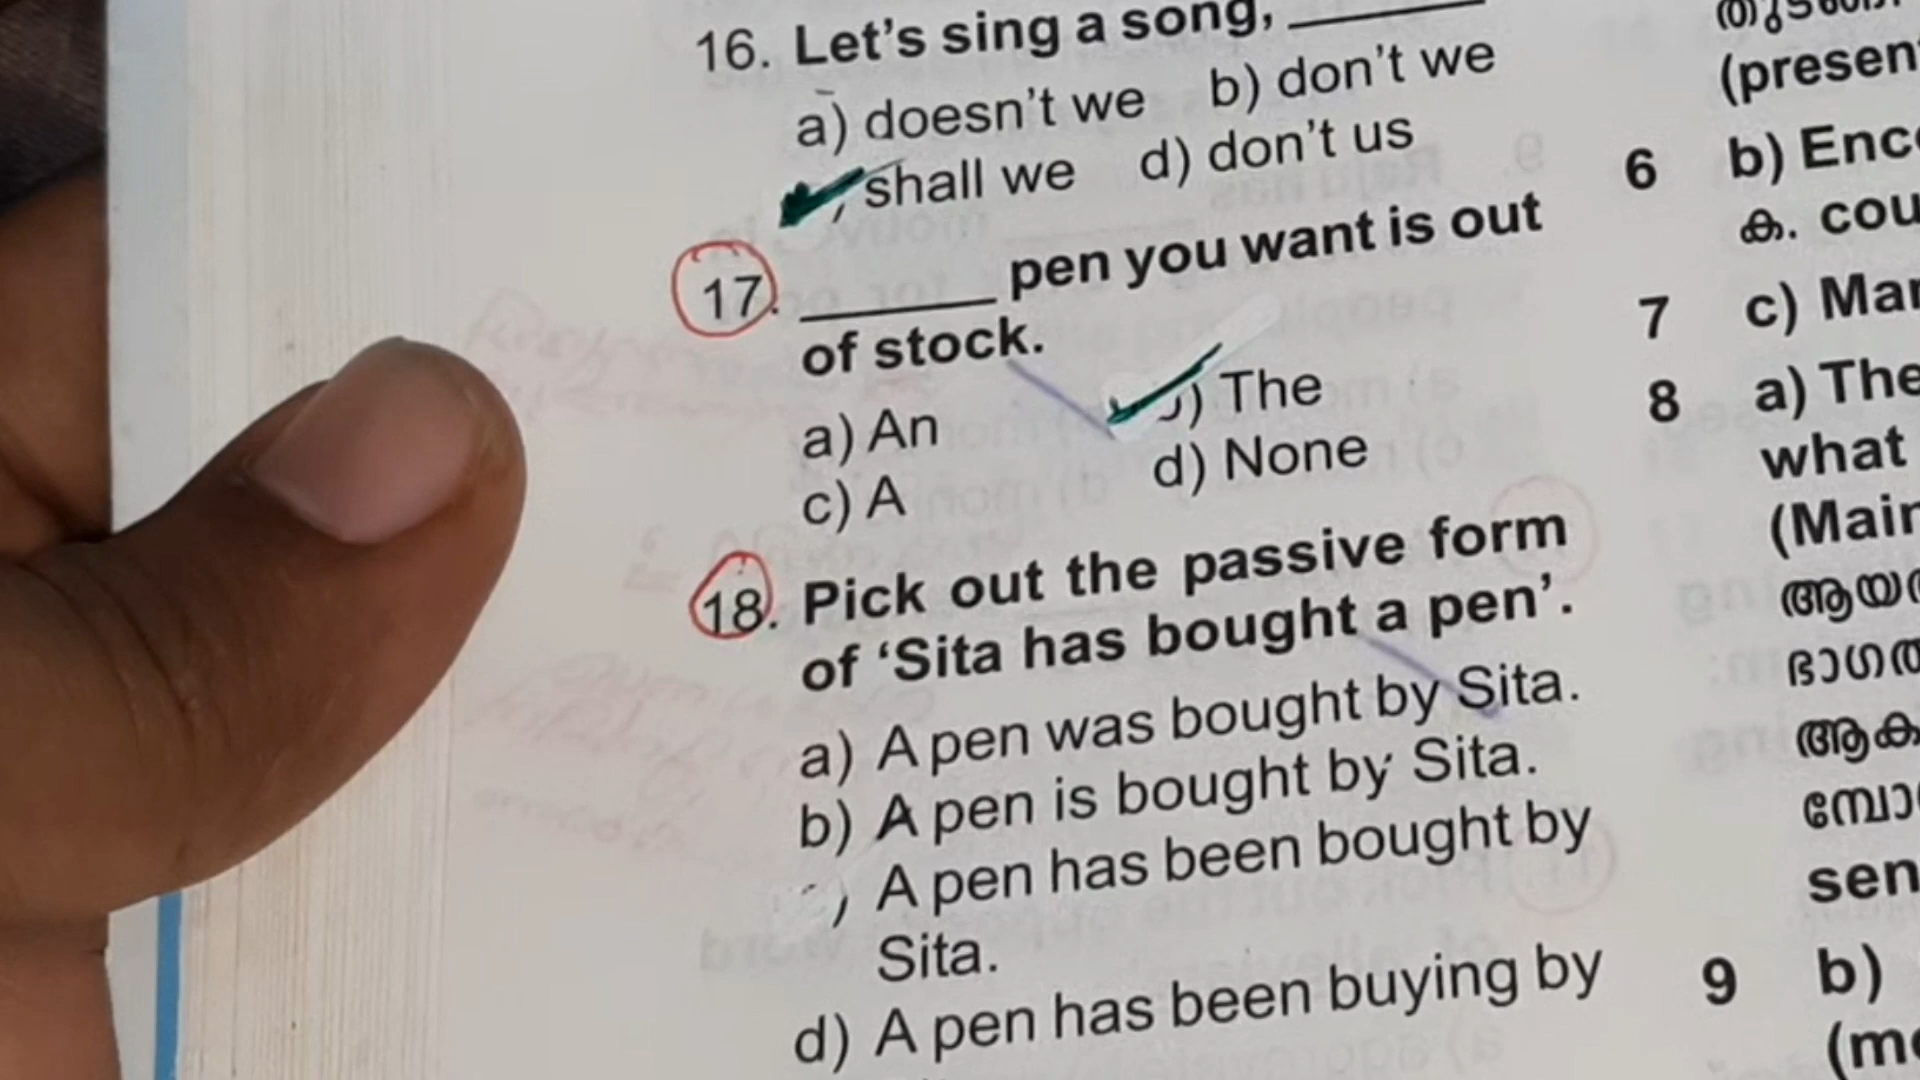 16. Let's sing a song, ______
a) doesn't we b) don't we
shall we d) don't us
17. ______ pen you want is out
of stock.
a) An ) The
c) A d) None
18. Pick out the passive form
of ‘Sita has bought a pen’.
a) A pen was bought by Sita.
b) A pen is bought by Sita.
) A pen has been bought by
Sita.
d) A pen has been buying by
(presen
6 b) Enc
ക. cou
7 c) Mar
8 a) The
what
(Main
sen
9 b)
(m